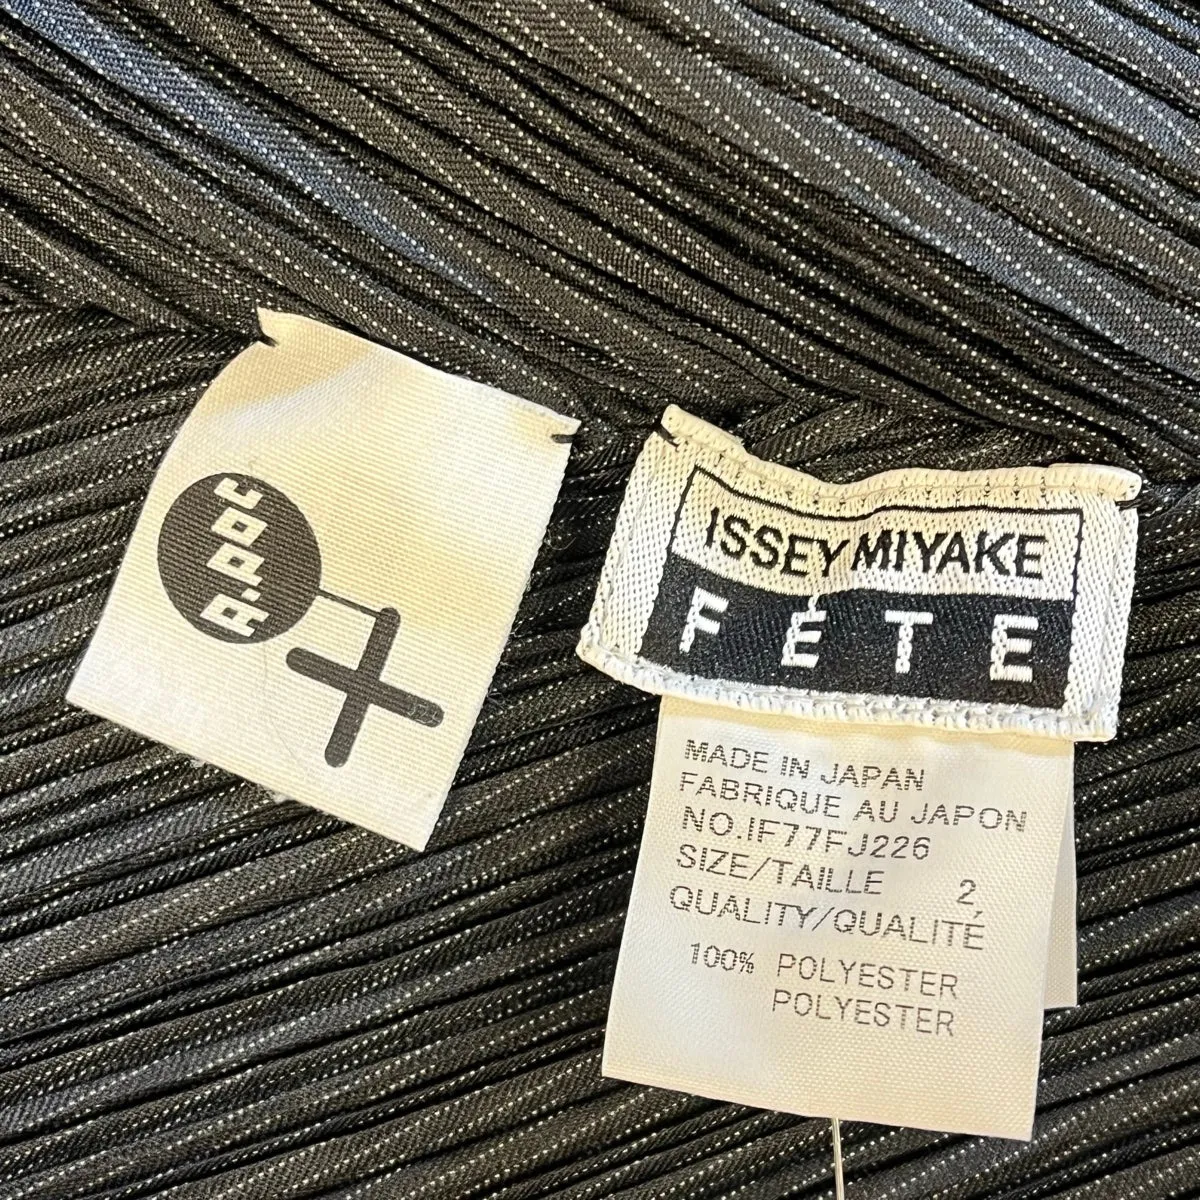 A.POC
ISSEY MIYAKE
FÊTE
MADE IN JAPAN
FABRIQUE AU JAPON
NO.IF77FJ226
SIZE/TAILLE 2
QUALITY/QUALITÉ
100% POLYESTER
POLYESTER